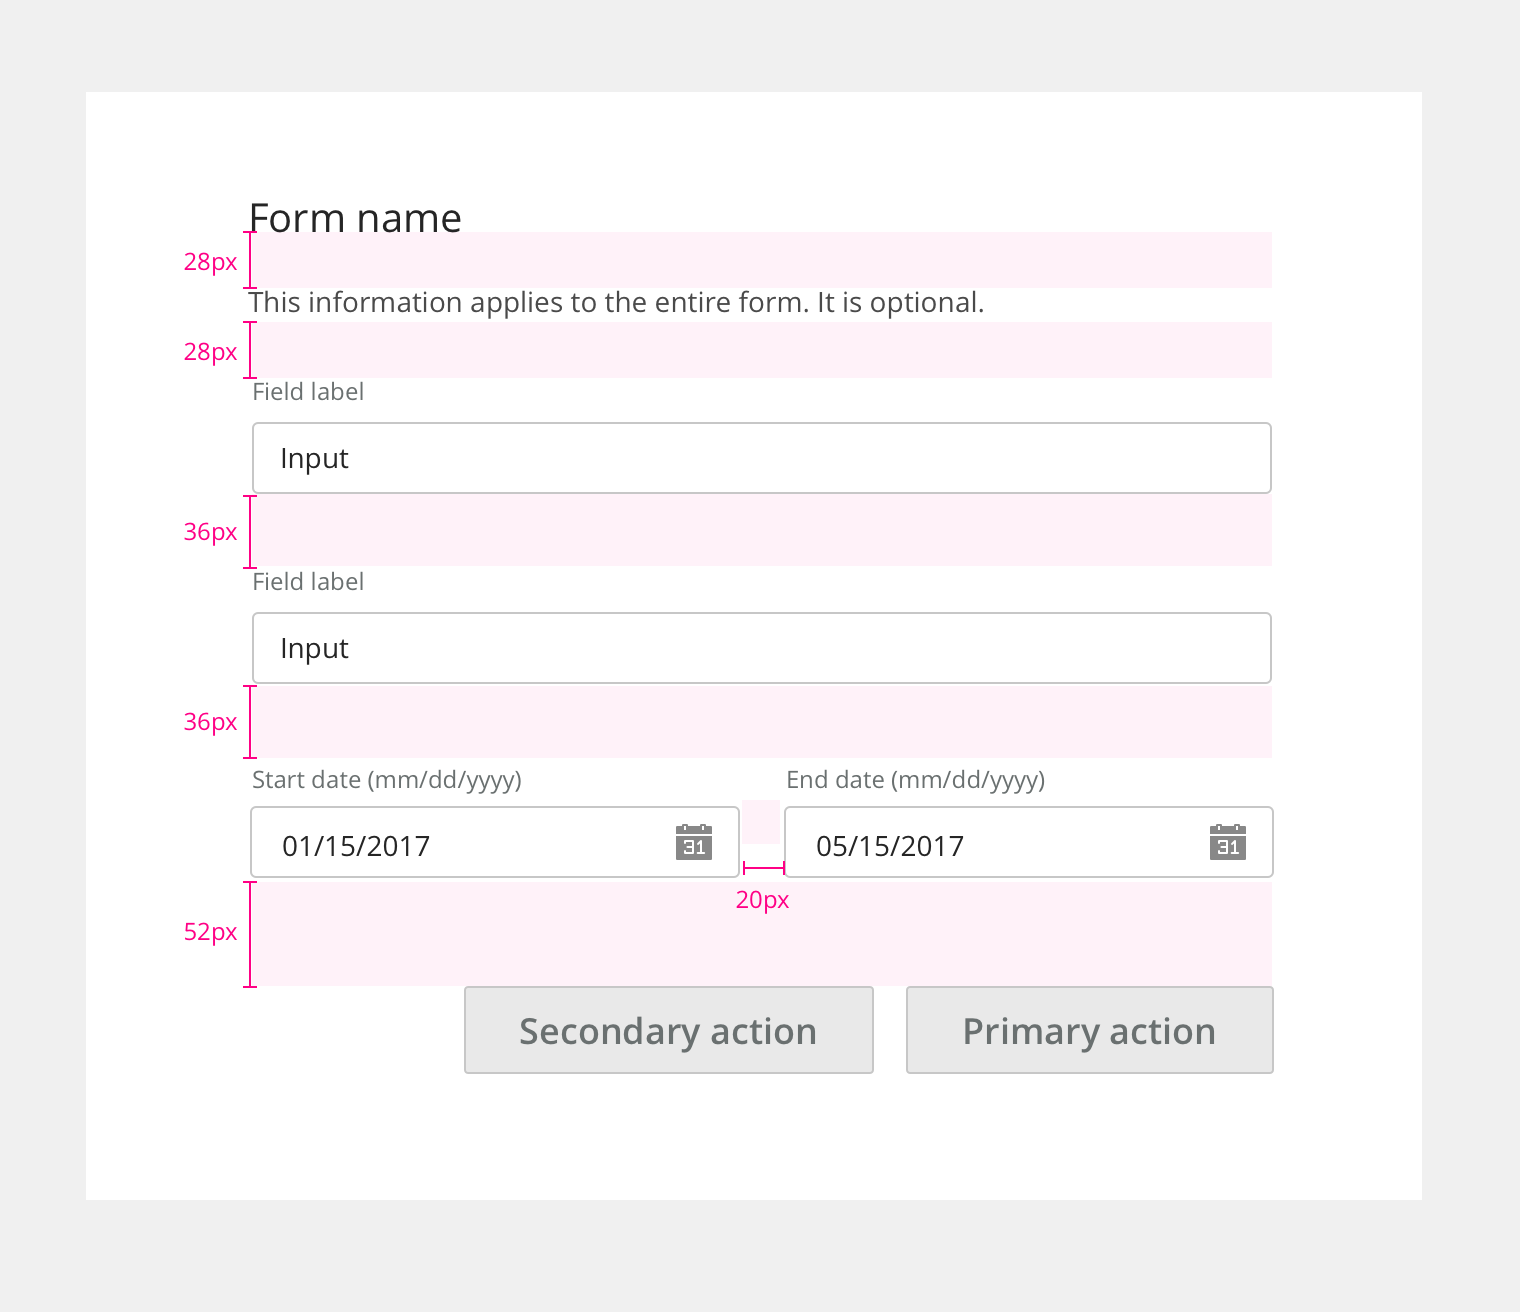 Form name
28px
This information applies to the entire form. It is optional.
28px
Field label
Input
36px
Field label
Input
36px
Start date (mm/dd/yyyy) End date (mm/dd/yyyy)
01/15/2017 31 05/15/2017 31
20px
52px
Secondary action Primary action